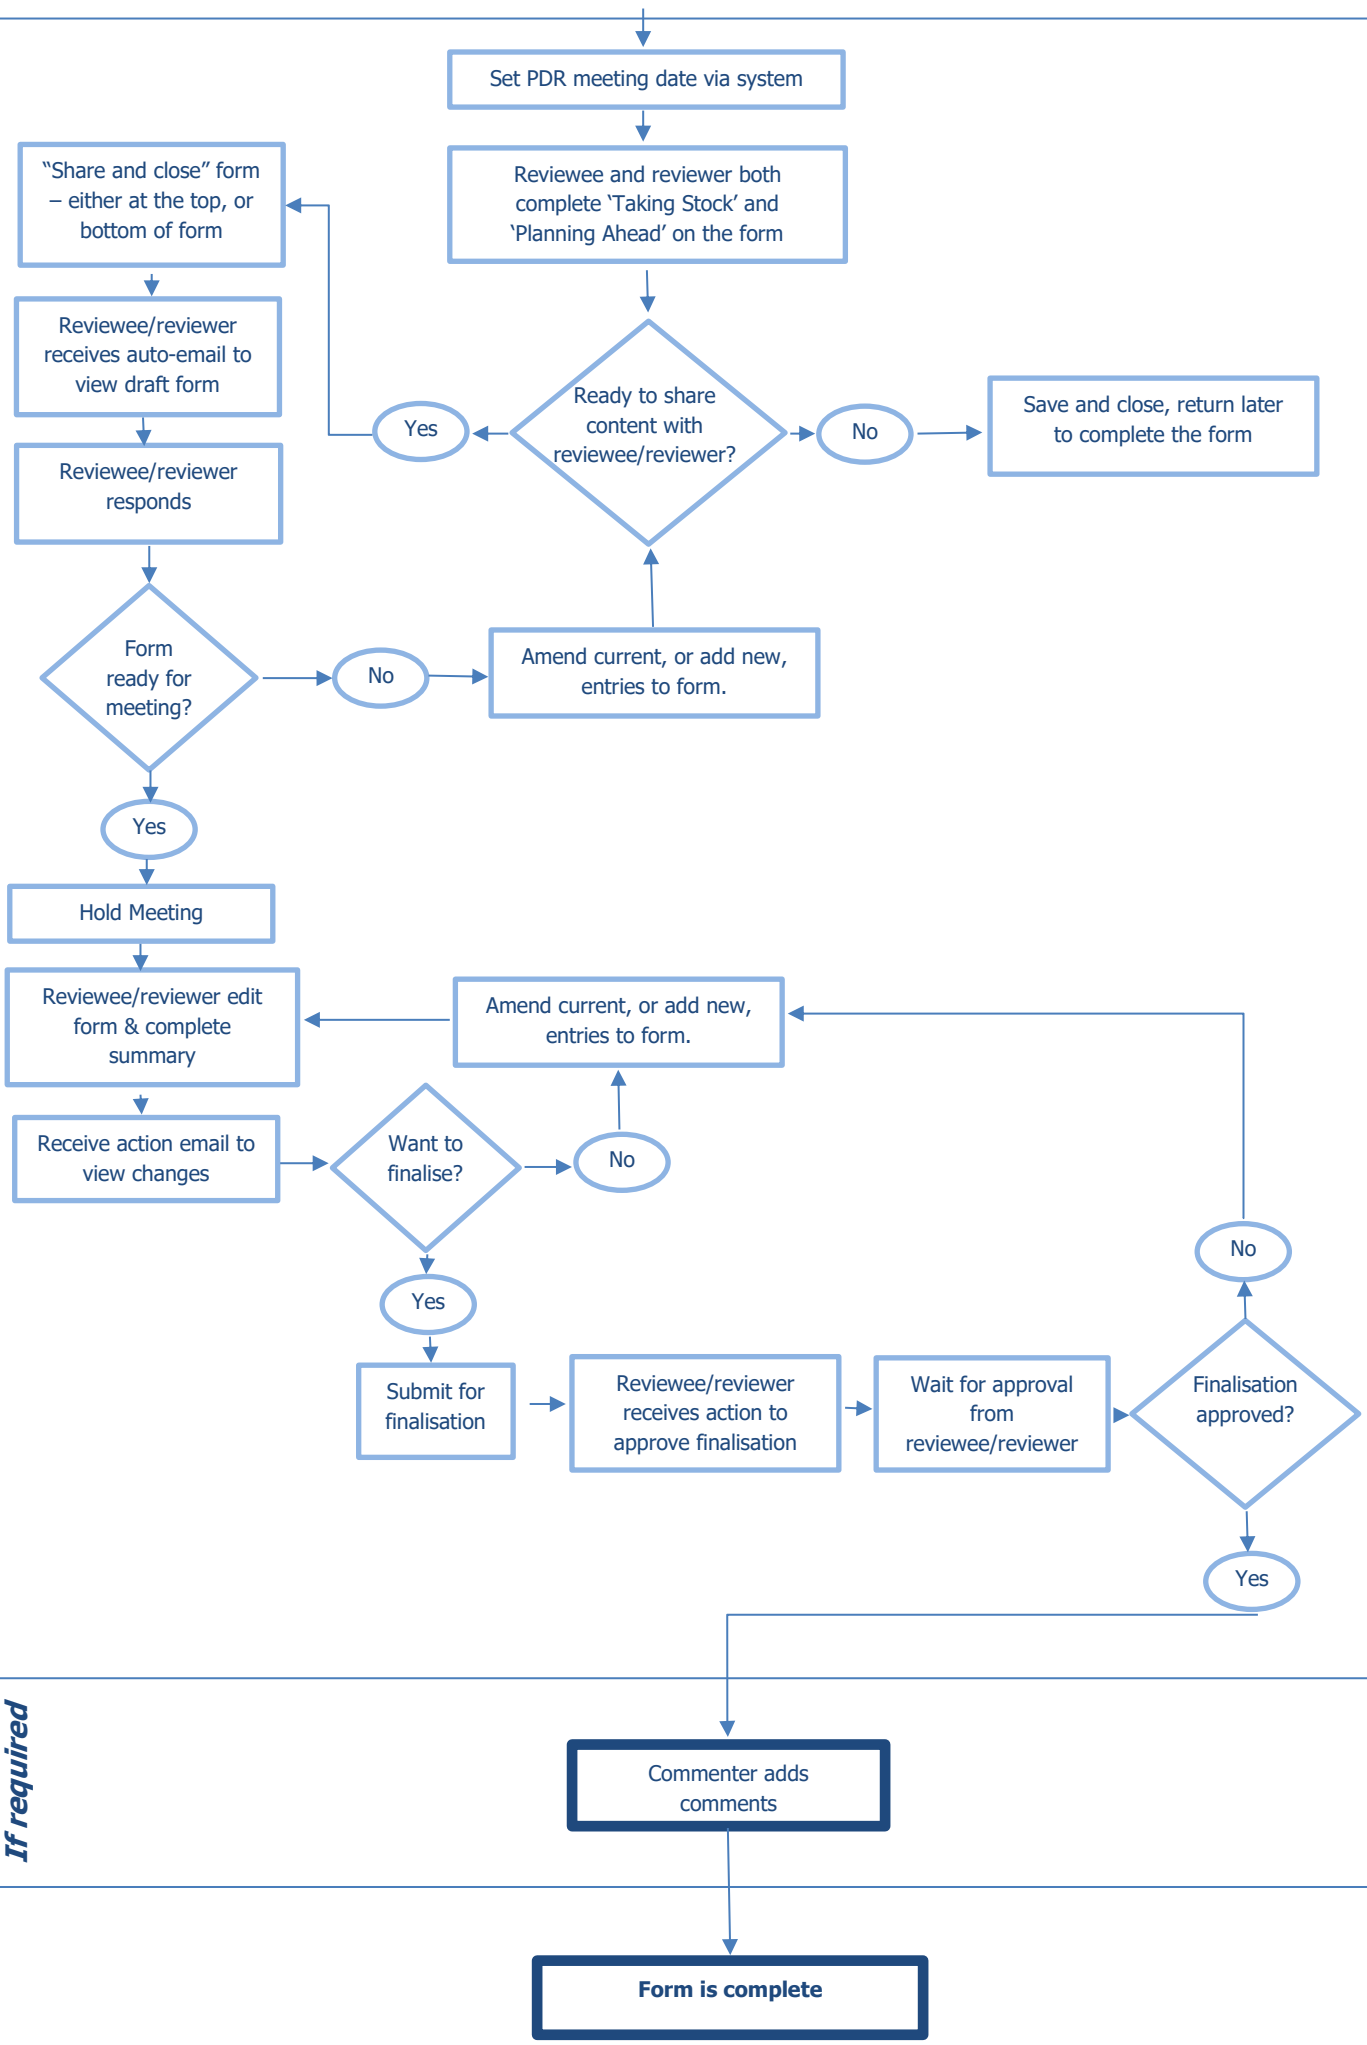 Set PDR meeting date via system
Reviewee and reviewer both
complete ‘Taking Stock’ and
‘Planning Ahead’ on the form
“Share and close” form
– either at the top, or
bottom of form
Reviewee/reviewer
receives auto-email to
view draft form
Reviewee/reviewer
responds
Ready to share
content with
reviewee/reviewer?
Yes
No
Save and close, return later
to complete the form
Form
ready for
meeting?
No
Amend current, or add new,
entries to form.
Yes
Hold Meeting
Reviewee/reviewer edit
form & complete
summary
Amend current, or add new,
entries to form.
Receive action email to
view changes
Want to
finalise?
No
Yes
Submit for
finalisation
Reviewee/reviewer
receives action to
approve finalisation
Wait for approval
from
reviewee/reviewer
Finalisation
approved?
No
Yes
If required
Commenter adds
comments
Form is complete